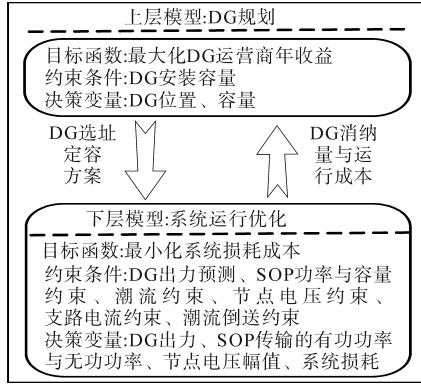 上层模型:DG规划
目标函数:最大化DG运营商年收益
约束条件:DG安装容量
决策变量:DG位置、容量
DG选址
定容
方案
DG消纳
量与运
行成本
下层模型:系统运行优化
目标函数:最小化系统损耗成本
约束条件:DG出力预测、SOP功率与容量
约束、潮流约束、节点电压约束、
支路电流约束、潮流倒送约束
决策变量:DG出力、SOP传输的有功功率
与无功功率、节点电压幅值、系统损耗